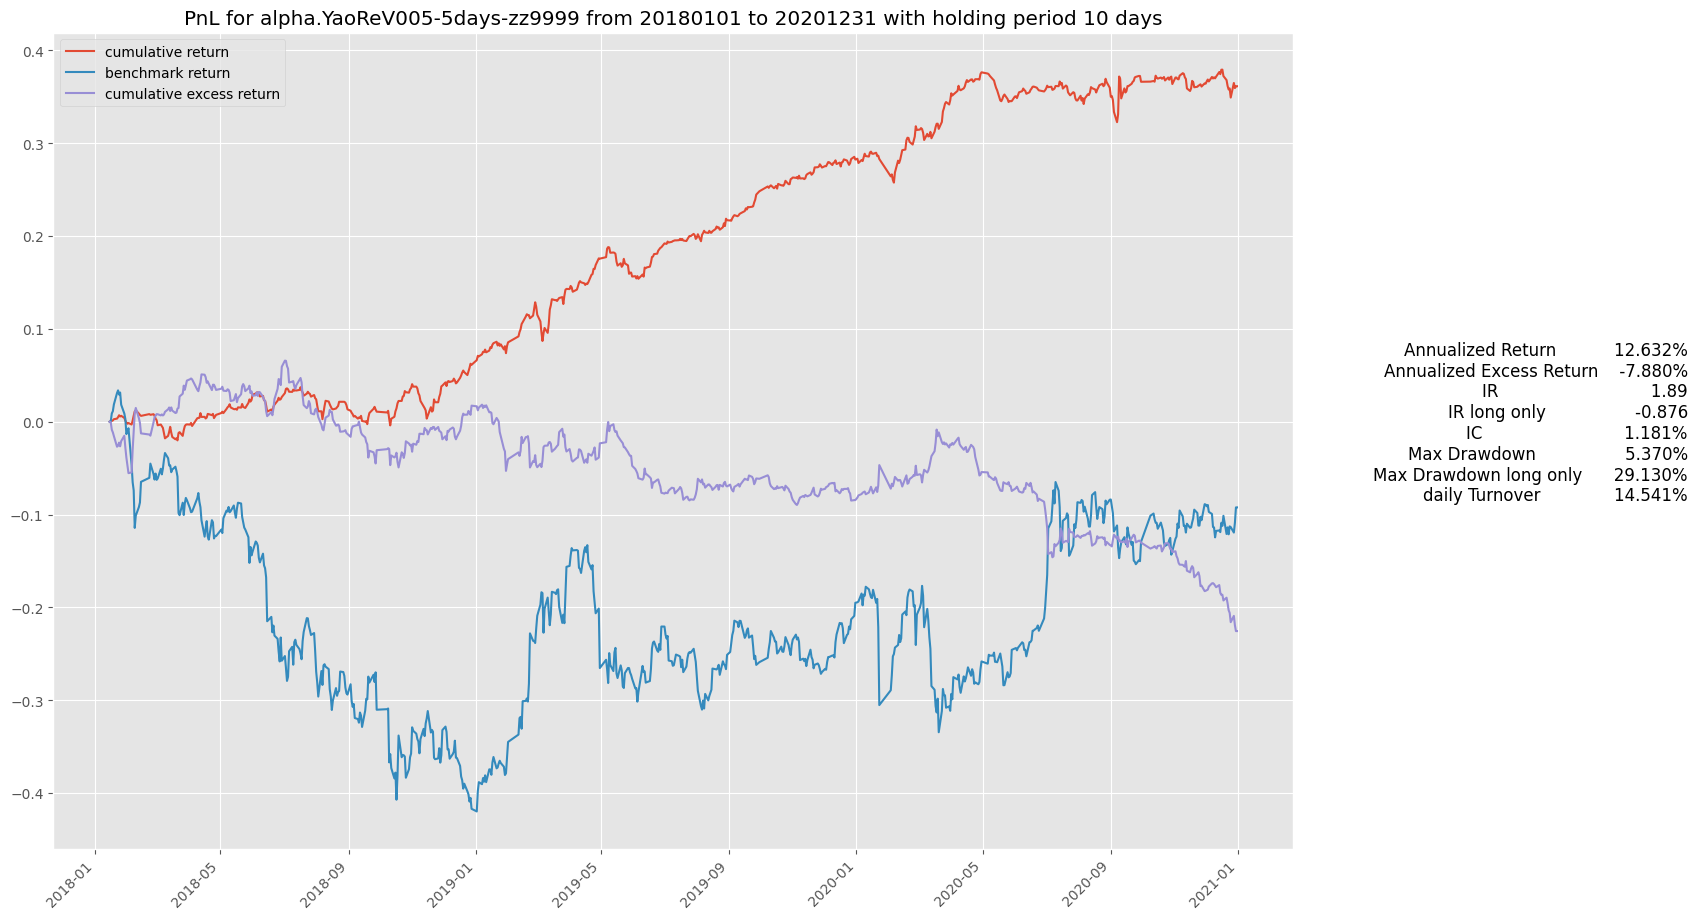 PnL for alpha.YaoReV005-5days-zz9999 from 20180101 to 20201231 with holding period 10 days
cumulative return
benchmark return
cumulative excess return
0.4
0.3
0.2
0.1
0.0
−0.1
−0.2
−0.3
−0.4
2018-01
2018-05
2018-09
2019-01
2019-05
2019-09
2020-01
2020-05
2020-09
2021-01
Annualized Return 12.632%
Annualized Excess Return -7.880%
IR 1.89
IR long only -0.876
IC 1.181%
Max Drawdown 5.370%
Max Drawdown long only 29.130%
daily Turnover 14.541%